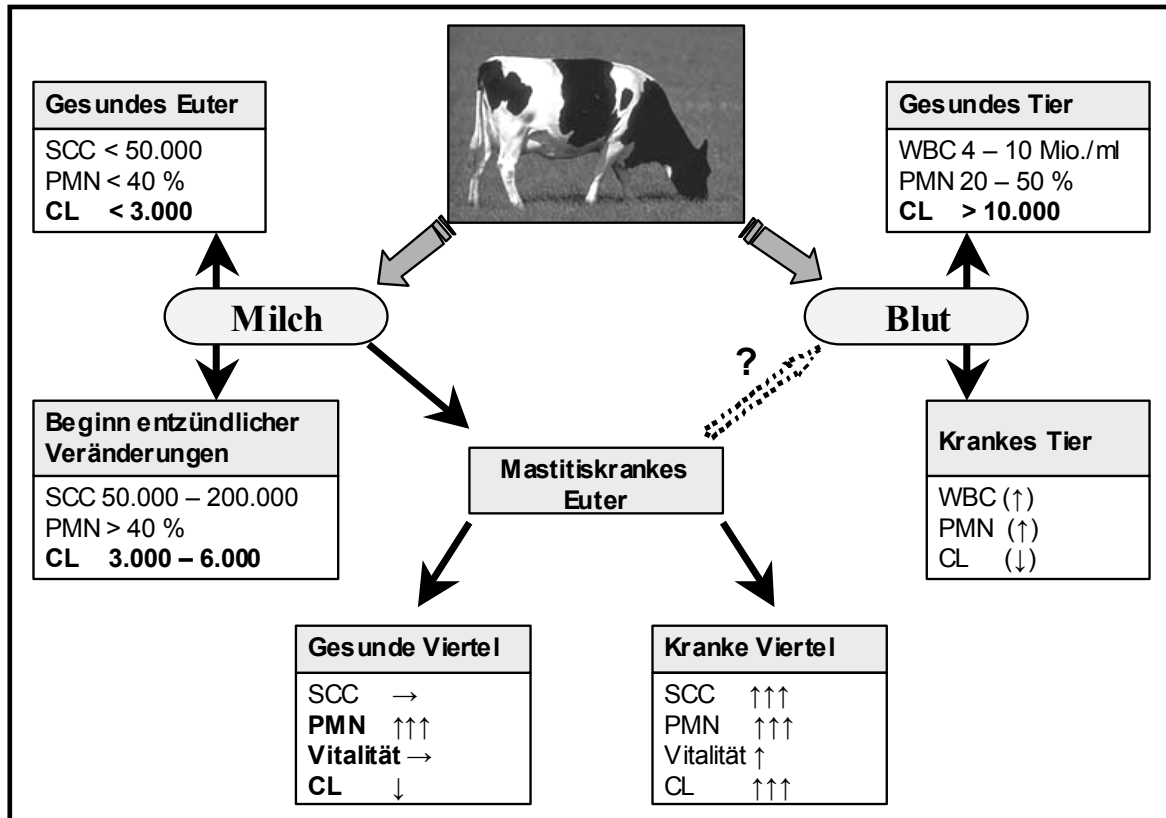 Gesundes Euter
SCC < 50.000
PMN < 40 %
CL < 3.000
Gesundes Tier
WBC 4 – 10 Mio./ml
PMN 20 – 50 %
CL > 10.000
Milch
Blut
?
Beginn entzündlicher
Veränderungen
SCC 50.000 – 200.000
PMN > 40 %
CL 3.000 – 6.000
Mastitiskrankes
Euter
Krankes Tier
WBC (↑)
PMN (↑)
CL (↓)
Gesunde Viertel
SCC →
PMN ↑↑↑
Vitalität →
CL ↓
Kranke Viertel
SCC ↑↑↑
PMN ↑↑↑
Vitalität ↑
CL ↑↑↑